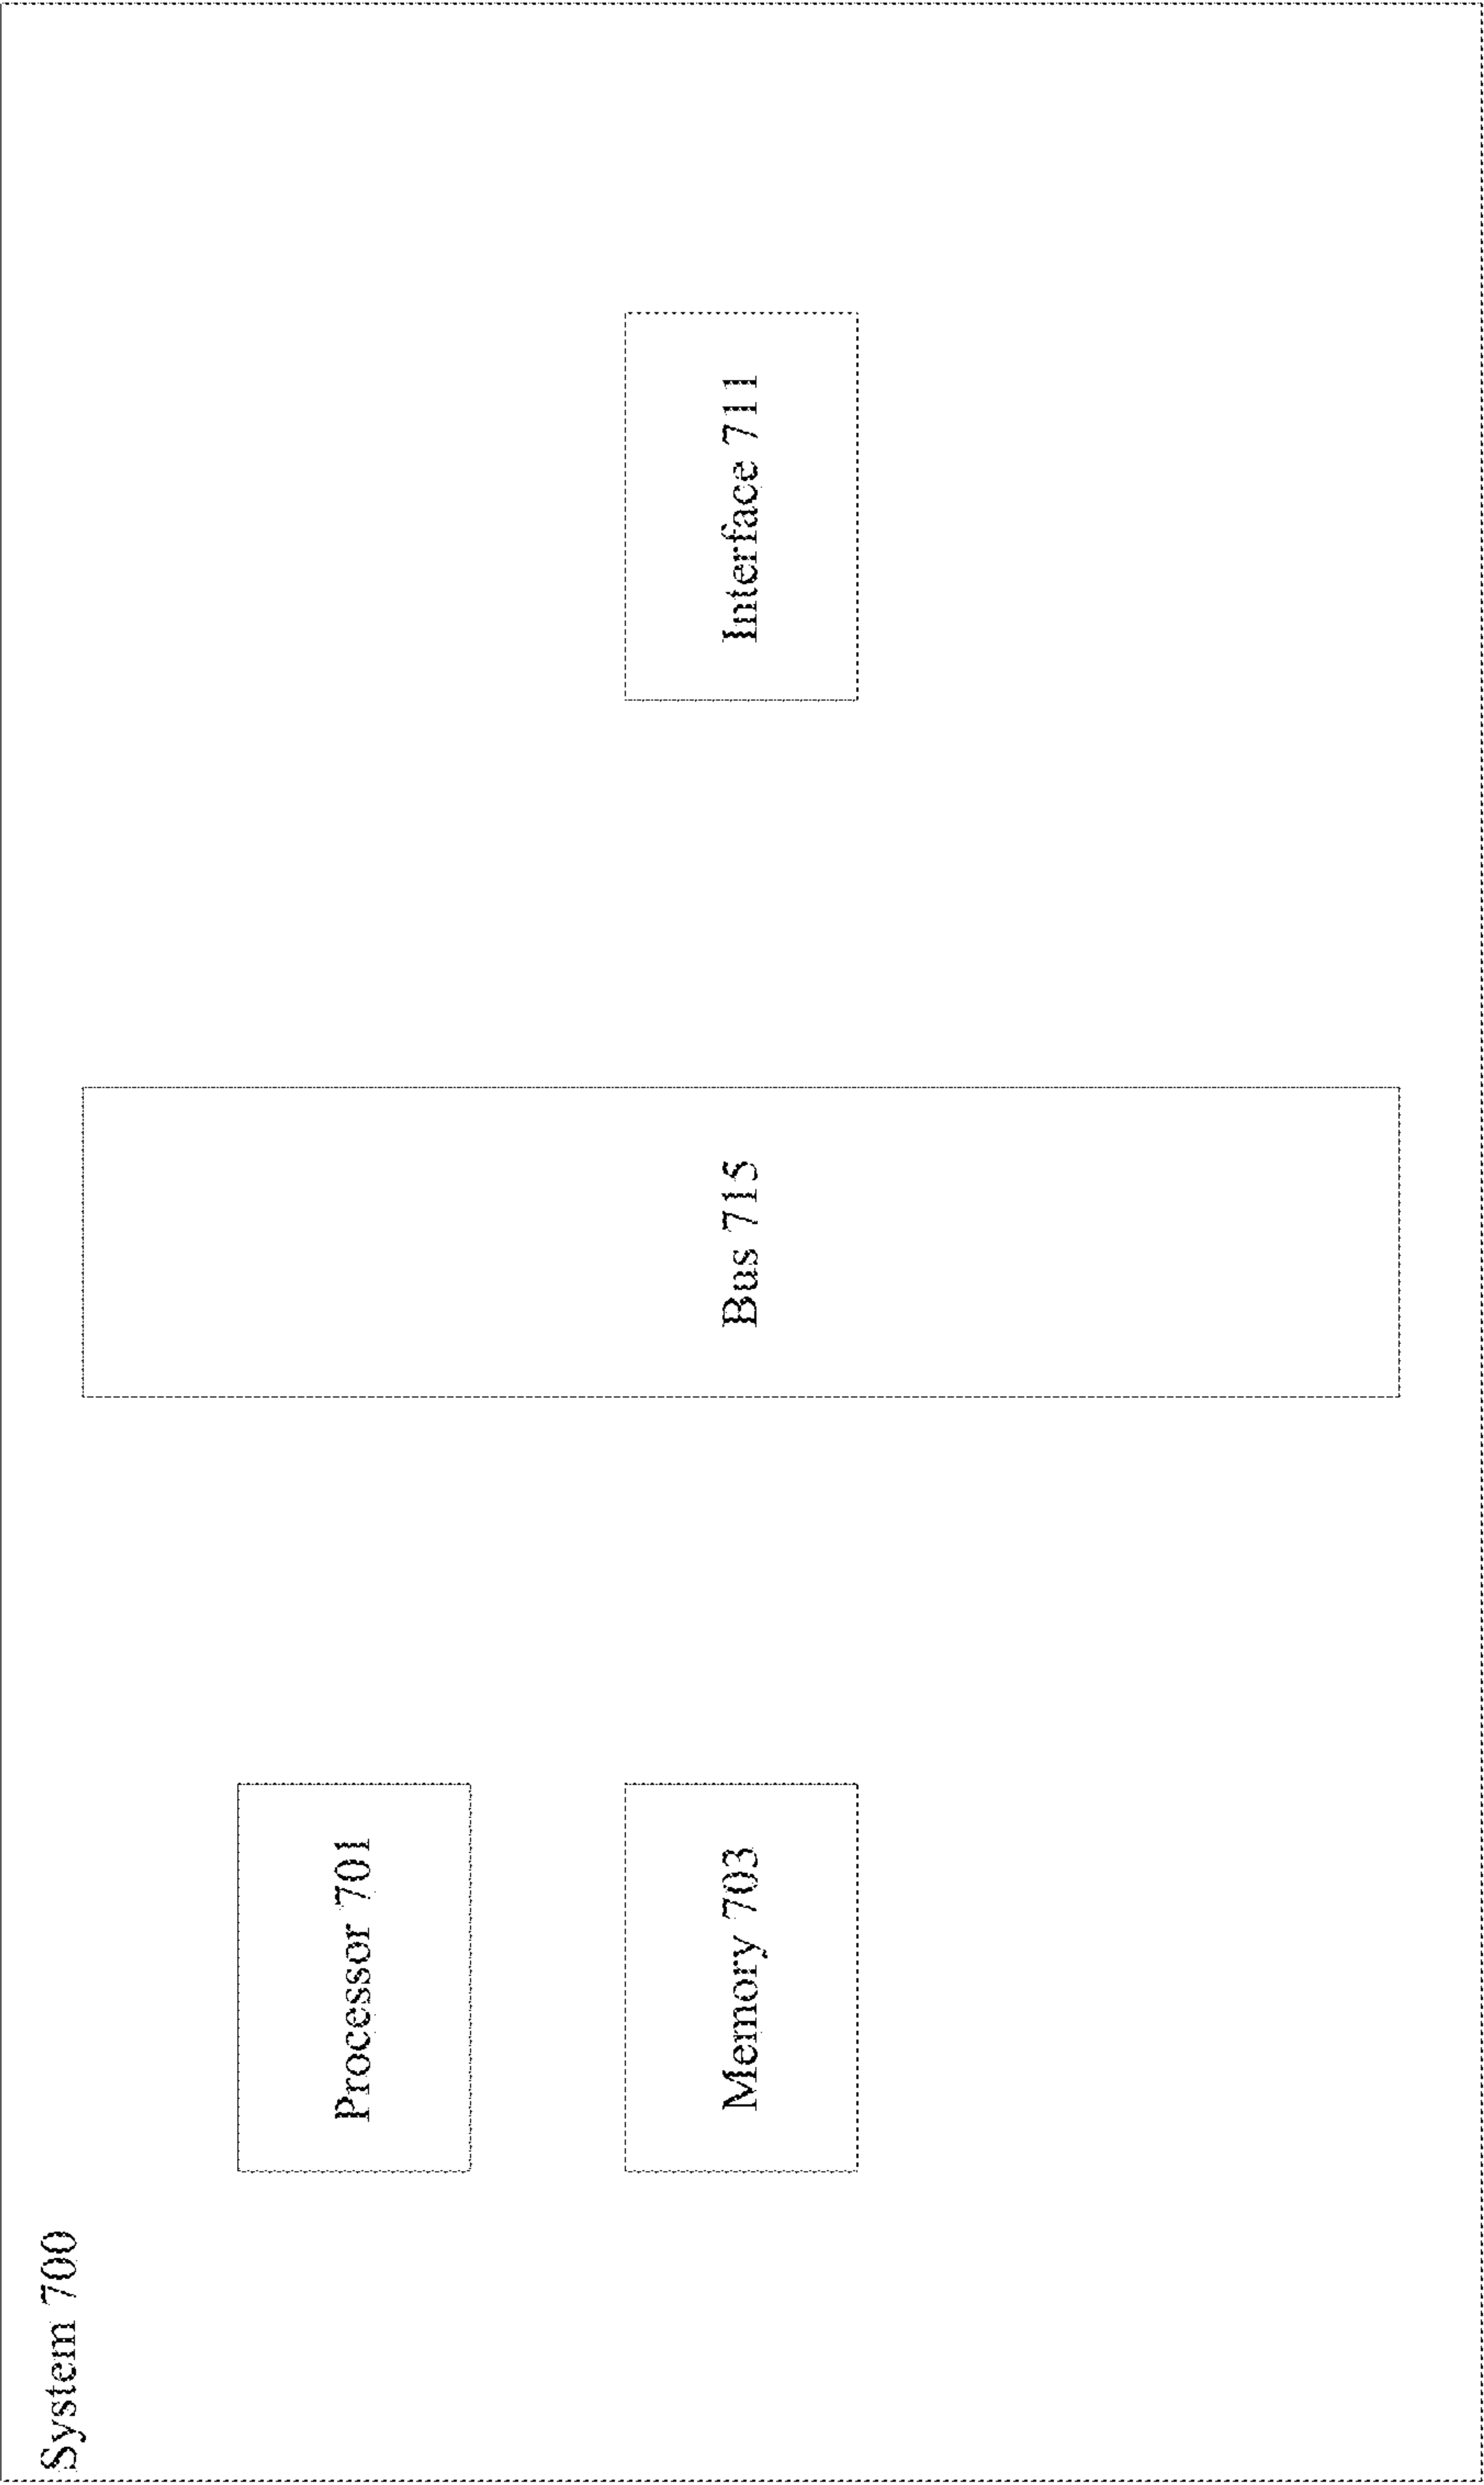 System 700
Processor 701
Memory 703
Bus 715
Interface 711